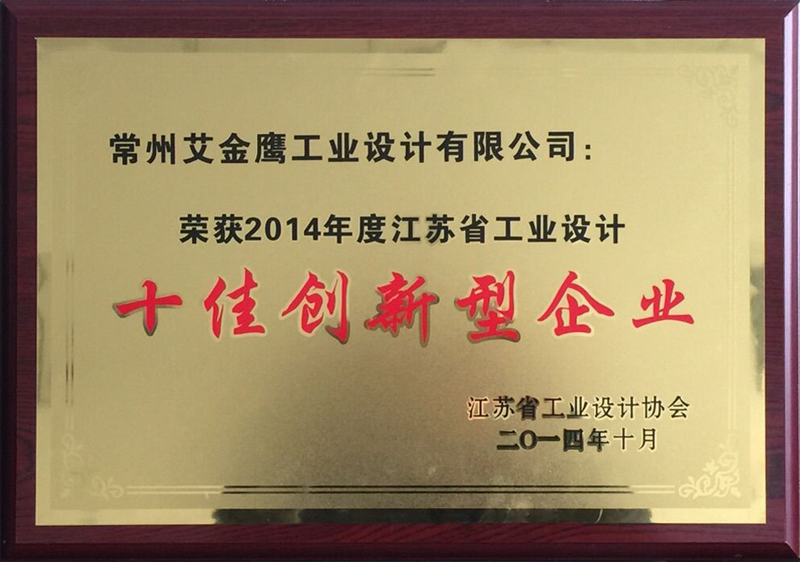 常州艾金鹰工业设计有限公司：
荣获2014年度江苏省工业设计
十佳创新型企业
江苏省工业设计协会
二〇一四年十月